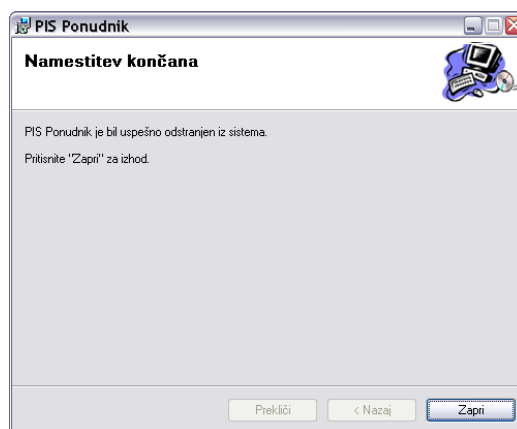 PIS Ponudnik
Namestitev končana
PIS Ponudnik je bil uspešno odstranjen iz sistema.
Pritisnite "Zapri" za izhod.
Prekliči
< Nazaj
Zapri